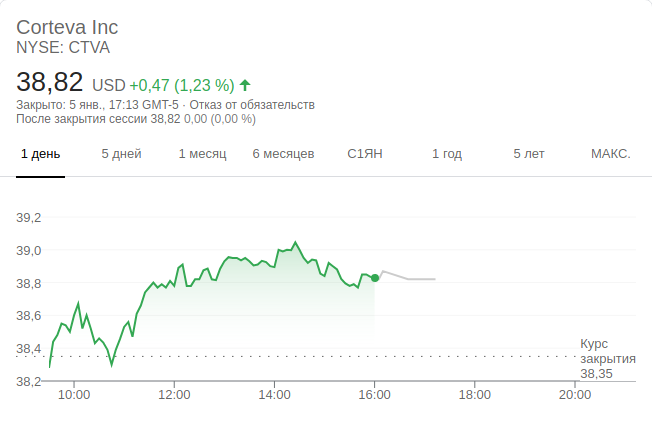 Corteva Inc
NYSE: CTVA
38,82 USD +0,47 (1,23 %)
Закрыто: 5 янв., 17:13 GMT-5 · Отказ от обязательств
После закрытия сессии 38,82 0,00 (0,00 %)
1 день 5 дней 1 месяц 6 месяцев С1ЯН 1 год 5 лет МАКС.
39,2
39,0
38,8
38,6
38,4
Курс
закрытия
38,35
38,2
10:00 12:00 14:00 16:00 18:00 20:00